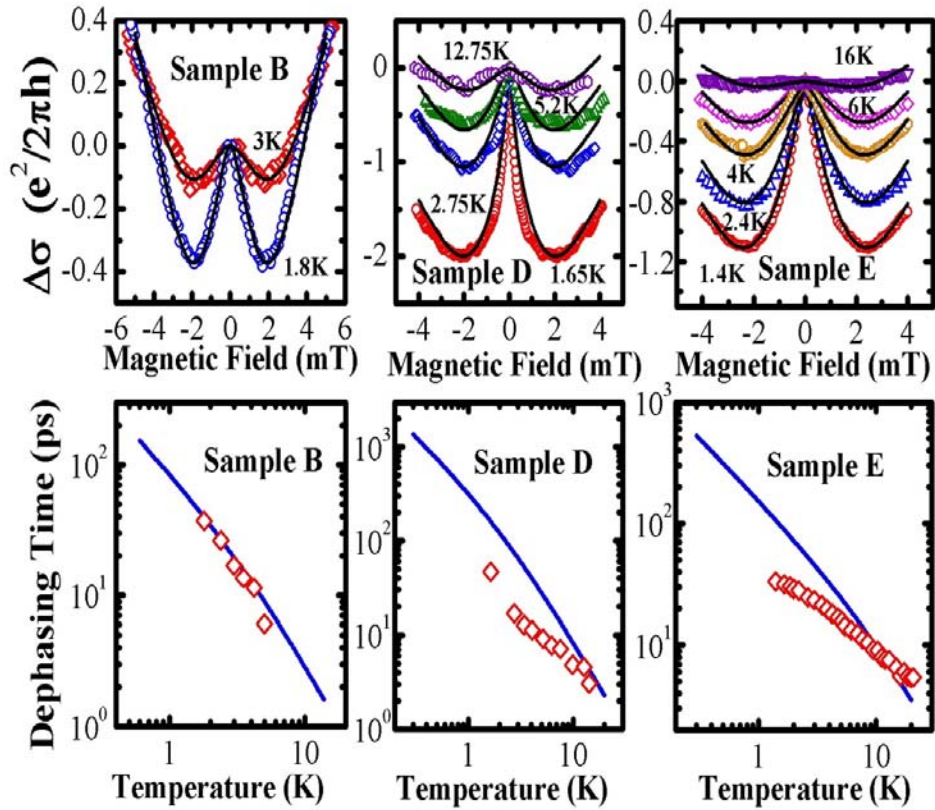 Δσ (e²/2πh)
0.4
0.2
0.0
-0.2
-0.4
Sample B
3K
1.8K
-6 -4 -2 0 2 4 6
Magnetic Field (mT)
0
-1
-2
12.75K
5.2K
2.75K
1.65K
Sample D
-4 -2 0 2 4
Magnetic Field (mT)
0.4
0.0
-0.4
-0.8
-1.2
16K
6K
4K
2.4K
1.4K
Sample E
-4 -2 0 2 4
Magnetic Field (mT)
Dephasing Time (ps)
10²
10¹
10⁰
Sample B
1 10
Temperature (K)
10³
10²
10¹
10⁰
Sample D
1 10
Temperature (K)
10³
10²
10¹
Sample E
1 10
Temperature (K)